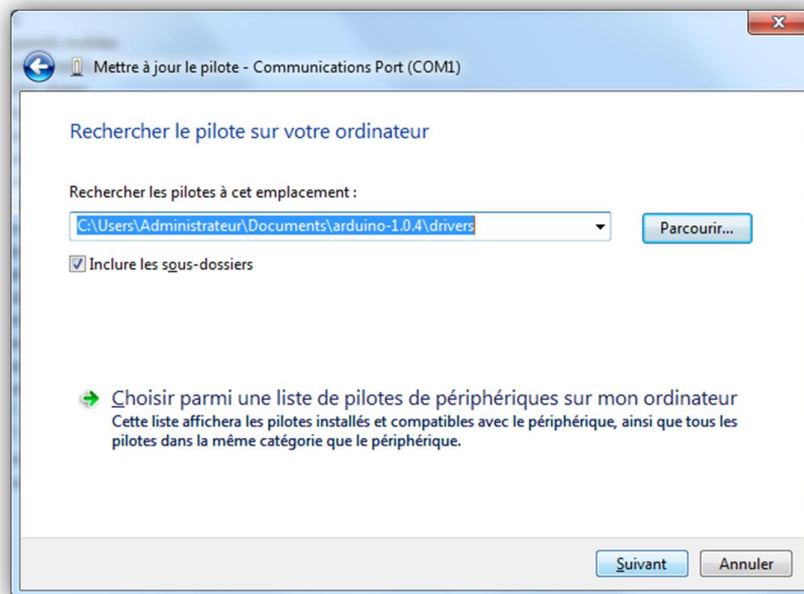 Mettre à jour le pilote - Communications Port (COM1)
Rechercher le pilote sur votre ordinateur
Rechercher les pilotes à cet emplacement :
C:\Users\Administrateur\Documents\arduino-1.0.4\drivers
Parcourir...
Inclure les sous-dossiers
Choisir parmi une liste de pilotes de périphériques sur mon ordinateur
Cette liste affichera les pilotes installés et compatibles avec le périphérique, ainsi que tous les
pilotes dans la même catégorie que le périphérique.
Suivant
Annuler